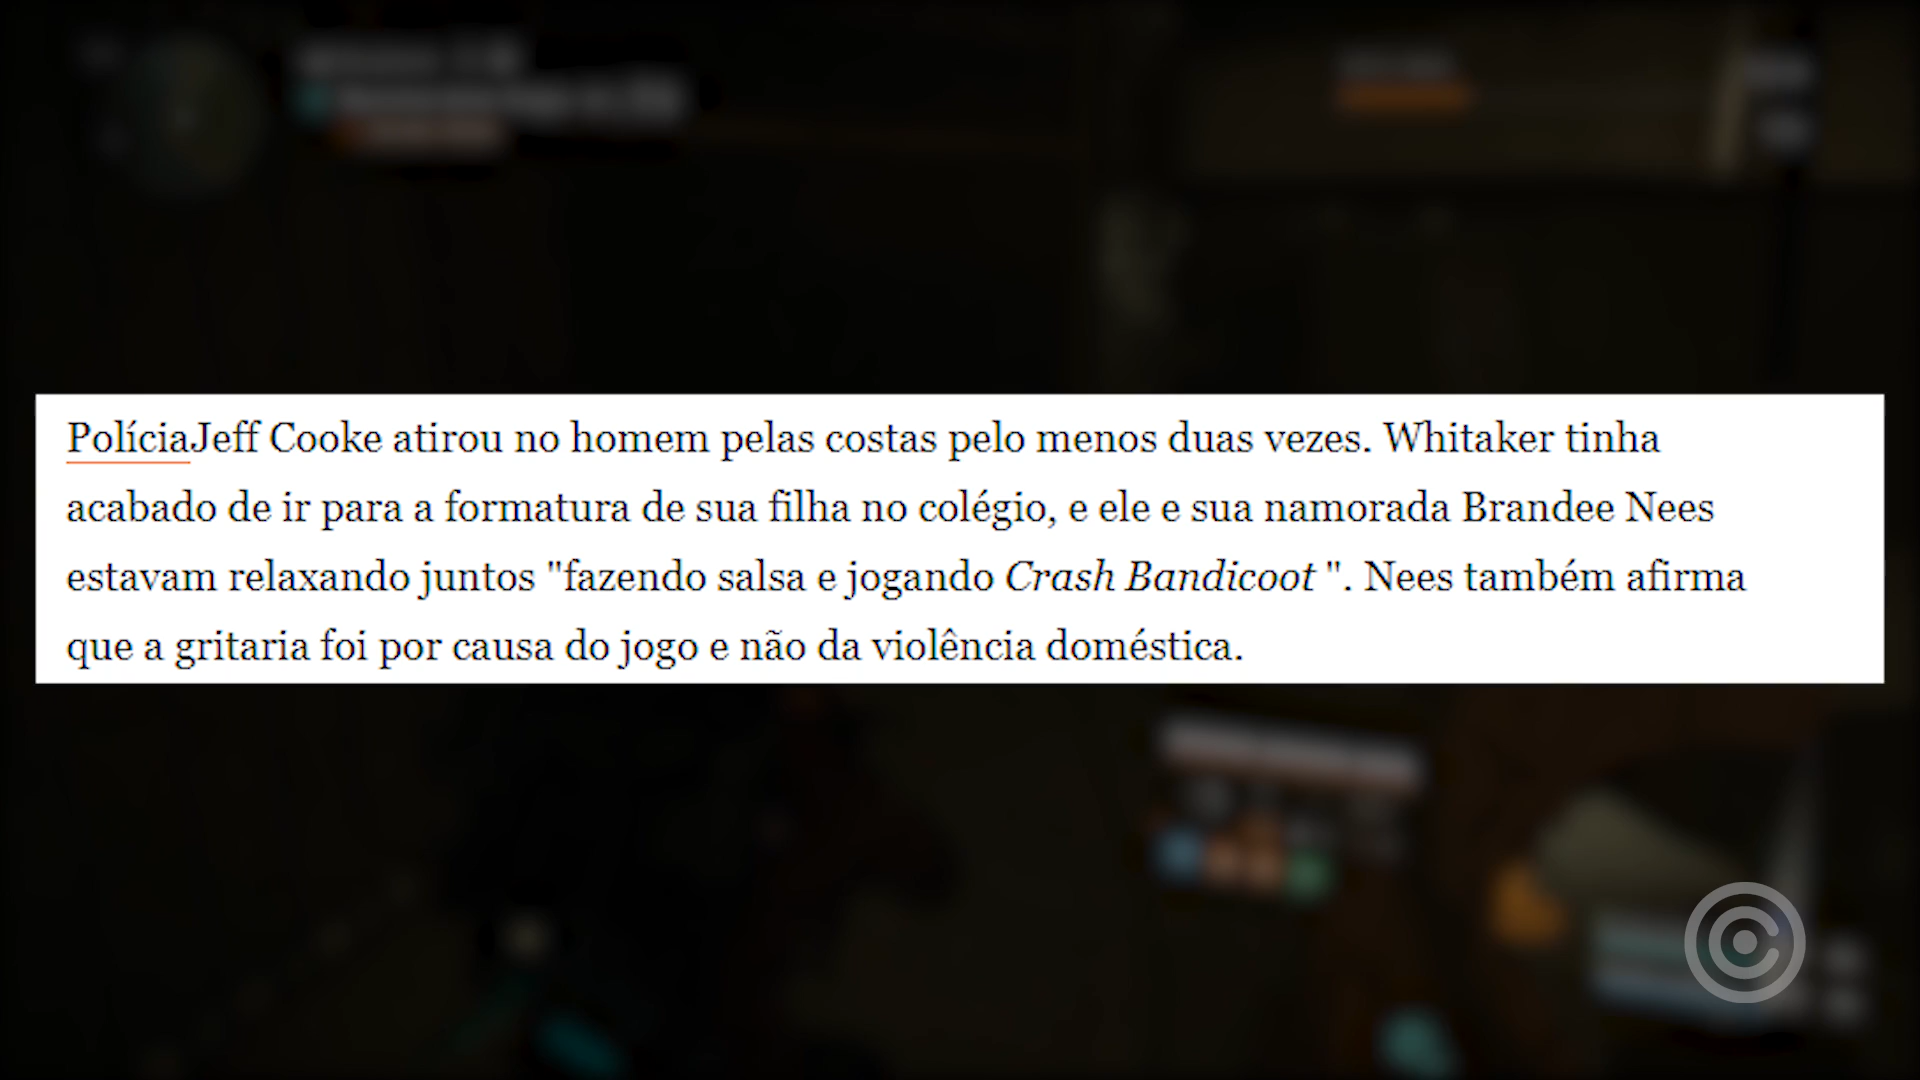 PolíciaJeff Cooke atirou no homem pelas costas pelo menos duas vezes. Whitaker tinha
acabado de ir para a formatura de sua filha no colégio, e ele e sua namorada Brandee Nees
estavam relaxando juntos "fazendo salsa e jogando Crash Bandicoot ". Nees também afirma
que a gritaria foi por causa do jogo e não da violência doméstica.